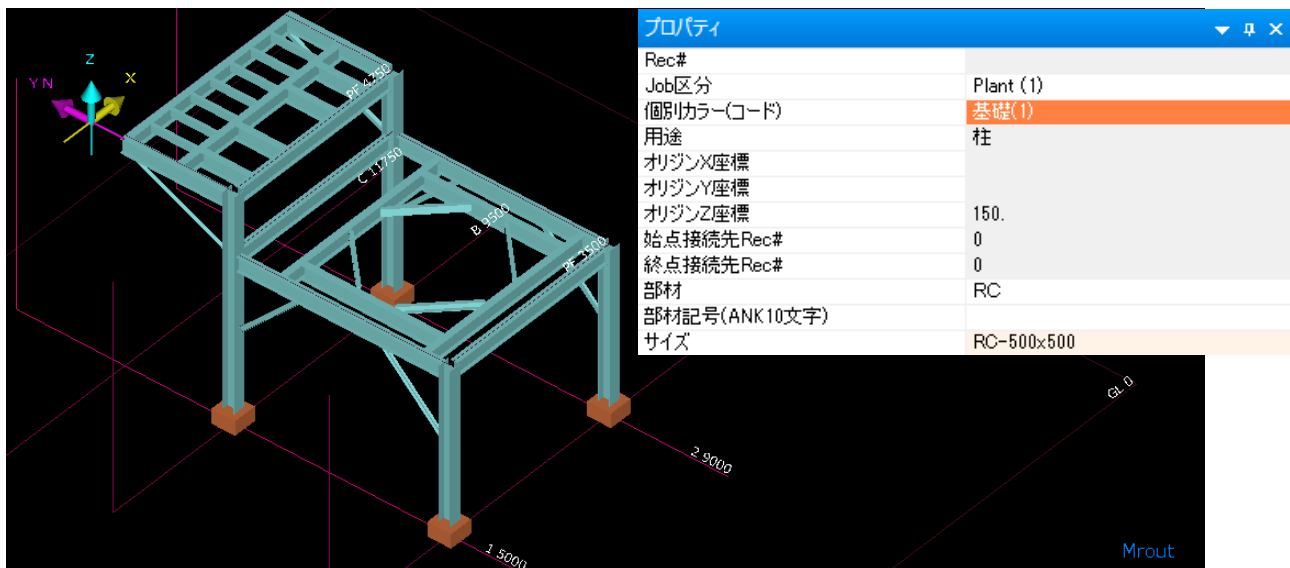 プロパティ
Rec#
Job区分 Plant (1)
個別カラー(コード) 基礎(1)
用途 柱
オリジンX座標
オリジンY座標
オリジンZ座標 150.
始点接続先Rec# 0
終点接続先Rec# 0
部材 RC
部材記号(ANK10文字)
サイズ RC-500x500
Z
Y N
X
PF 4750
C 11750
B 9500
PF 3500
GL 0
2 9000
1 5000
Mrout